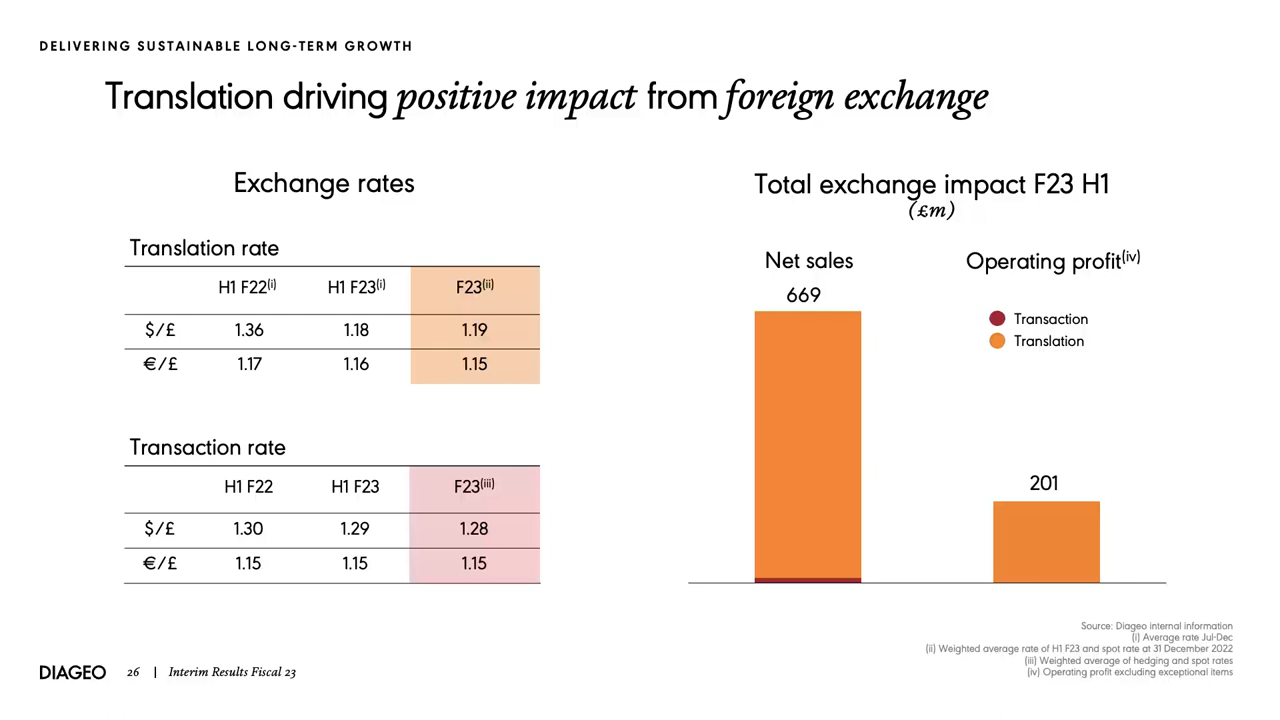 DELIVERING SUSTAINABLE LONG-TERM GROWTH
Translation driving positive impact from foreign exchange
Exchange rates
Translation rate
H1 F22(i) H1 F23(i) F23(ii)
$/£ 1.36 1.18 1.19
€/£ 1.17 1.16 1.15
Transaction rate
H1 F22 H1 F23 F23(iii)
$/£ 1.30 1.29 1.28
€/£ 1.15 1.15 1.15
Total exchange impact F23 H1
(£m)
Net sales
669
Operating profit(iv)
Transaction
Translation
201
Source: Diageo internal information
(i) Average rate Jul-Dec
(ii) Weighted average rate of H1 F23 and spot rate at 31 December 2022
(iii) Weighted average of hedging and spot rates
(iv) Operating profit excluding exceptional items
DIAGEO 26 | Interim Results Fiscal 23